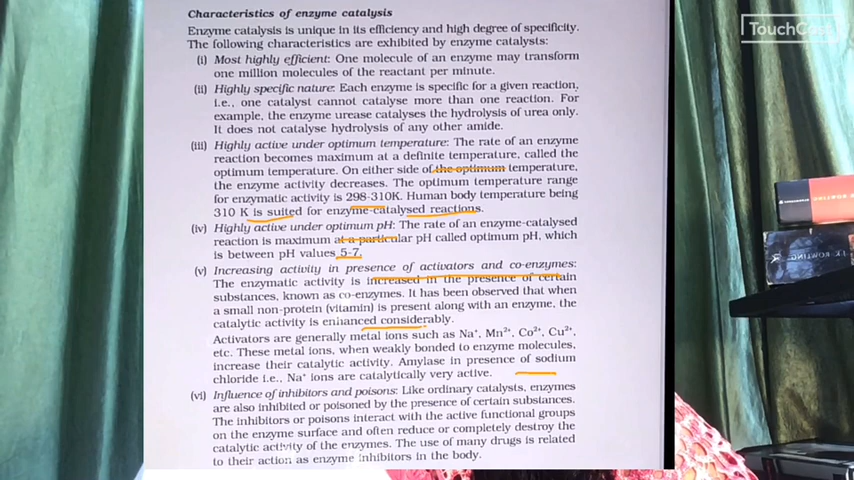 Characteristics of enzyme catalysis
Enzyme catalysis is unique in its efficiency and high degree of specificity.
The following characteristics are exhibited by enzyme catalysts:
(i) Most highly efficient: One molecule of an enzyme may transform
one million molecules of the reactant per minute.
(ii) Highly specific nature: Each enzyme is specific for a given reaction,
i.e., one catalyst cannot catalyse more than one reaction. For
example, the enzyme urease catalyses the hydrolysis of urea only.
It does not catalyse hydrolysis of any other amide.
(iii) Highly active under optimum temperature: The rate of an enzyme
reaction becomes maximum at a definite temperature, called the
optimum temperature. On either side of the optimum temperature,
the enzyme activity decreases. The optimum temperature range
for enzymatic activity is 298-310K. Human body temperature being
310 K is suited for enzyme-catalysed reactions.
(iv) Highly active under optimum pH: The rate of an enzyme-catalysed
reaction is maximum at a particular pH called optimum pH, which
is between pH values 5-7.
(v) Increasing activity in presence of activators and co-enzymes:
The enzymatic activity is increased in the presence of certain
substances, known as co-enzymes. It has been observed that when
a small non-protein (vitamin) is present along with an enzyme, the
catalytic activity is enhanced considerably.
Activators are generally metal ions such as Na⁺, Mn²⁺, Co²⁺, Cu²⁺,
etc. These metal ions, when weakly bonded to enzyme molecules,
increase their catalytic activity. Amylase in presence of sodium
chloride i.e., Na⁺ ions are catalytically very active.
(vi) Influence of inhibitors and poisons: Like ordinary catalysts, enzymes
are also inhibited or poisoned by the presence of certain substances.
The inhibitors or poisons interact with the active functional groups
on the enzyme surface and often reduce or completely destroy the
catalytic activity of the enzymes. The use of many drugs is related
to their action as enzyme inhibitors in the body.
J.K. ROWLING